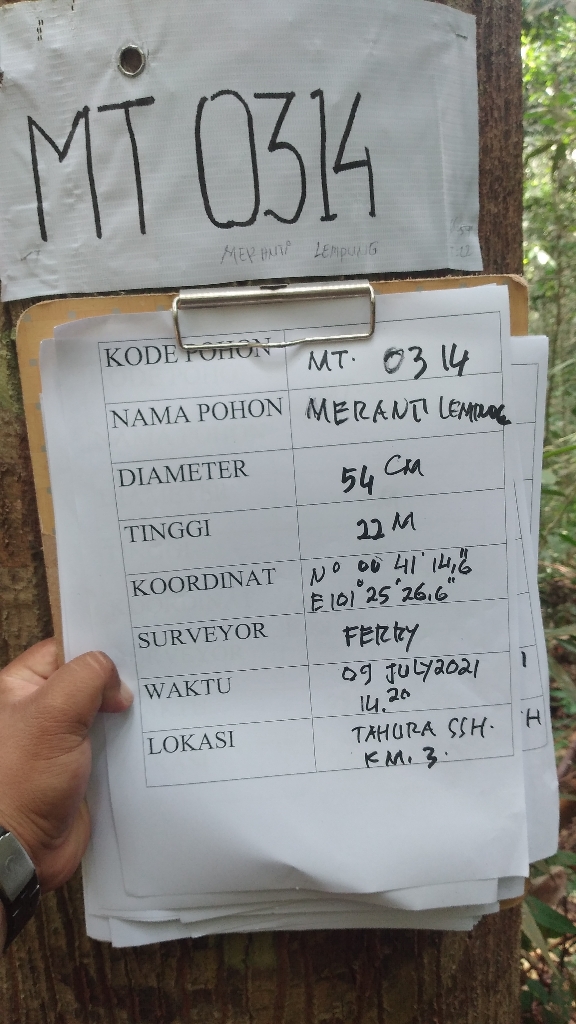 MT 0314
MERANTI LEMPUNG
KODE POHON MT. 0314
NAMA POHON MERANTI LEMPUNG
DIAMETER 54 CM
TINGGI 22 M
KOORDINAT N° 00 41' 14,6"
E 101° 25' 26,6"
SURVEYOR FERRY
WAKTU 09 JULY 2021
14.20
LOKASI TAHURA SSH.
KM. 3.
H